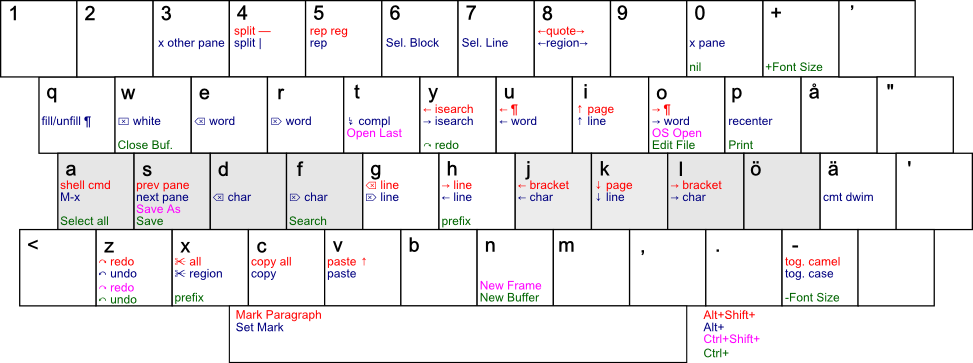 1
2
3
x other pane
4
split —
split |
5
rep reg
rep
6
Sel. Block
7
Sel. Line
8
←quote→
←region→
9
0
x pane
nil
+
+Font Size
’
q
fill/unfill ¶
w
⌧ white
Close Buf.
e
⌫ word
r
⌦ word
t
↯ compl
Open Last
y
← isearch
→ isearch
↷ redo
u
← ¶
← word
i
↑ page
↑ line
o
→ ¶
→ word
OS Open
Edit File
p
recenter
Print
å
"
a
shell cmd
M-x
Select all
s
prev pane
next pane
Save As
Save
d
⌫ char
f
⌦ char
Search
g
⌫ line
⌦ line
h
→ line
← line
prefix
j
← bracket
← char
k
↓ page
↓ line
l
→ bracket
→ char
ö
ä
cmt dwim
'
<
z
↷ redo
↶ undo
↷ redo
↶ undo
x
✀ all
✀ region
prefix
c
copy all
copy
v
paste ↑
paste
b
n
New Frame
New Buffer
m
,
.
-
tog. camel
tog. case
-Font Size
Mark Paragraph
Set Mark
Alt+Shift+
Alt+
Ctrl+Shift+
Ctrl+